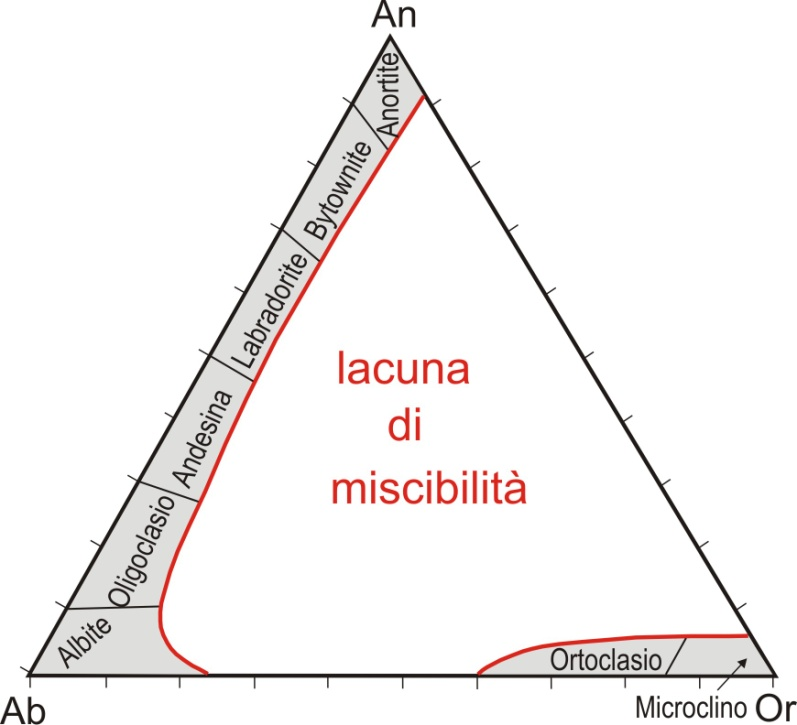 An
Anortite
Bytownite
Labradorite
Andesina
Oligoclasio
Albite
lacuna
di
miscibilità
Ortoclasio
Microclino
Ab
Or